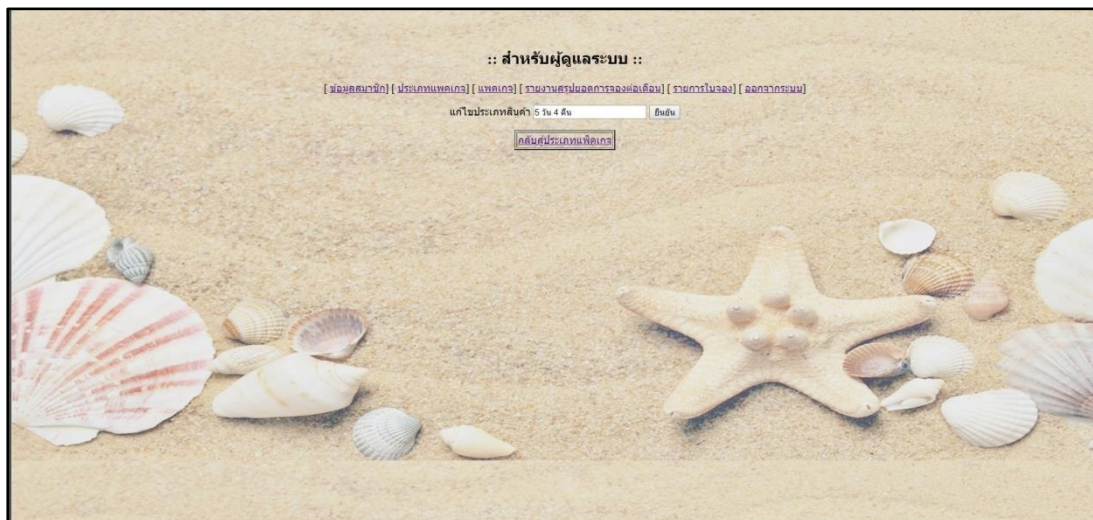 :: สำหรับผู้ดูแลระบบ ::
[ ข้อมูลสมาชิก] [ ประเภทแพคเกจ] [ แพคเกจ] [ รายงานสรุปยอดการจองต่อเดือน] [ รายการใบจอง] [ ออกจากระบบ]
แก้ไขประเภทสินค้า 5 วัน 4 คืน ยืนยัน
กลับสู่ประเภทแพ็คเกจ